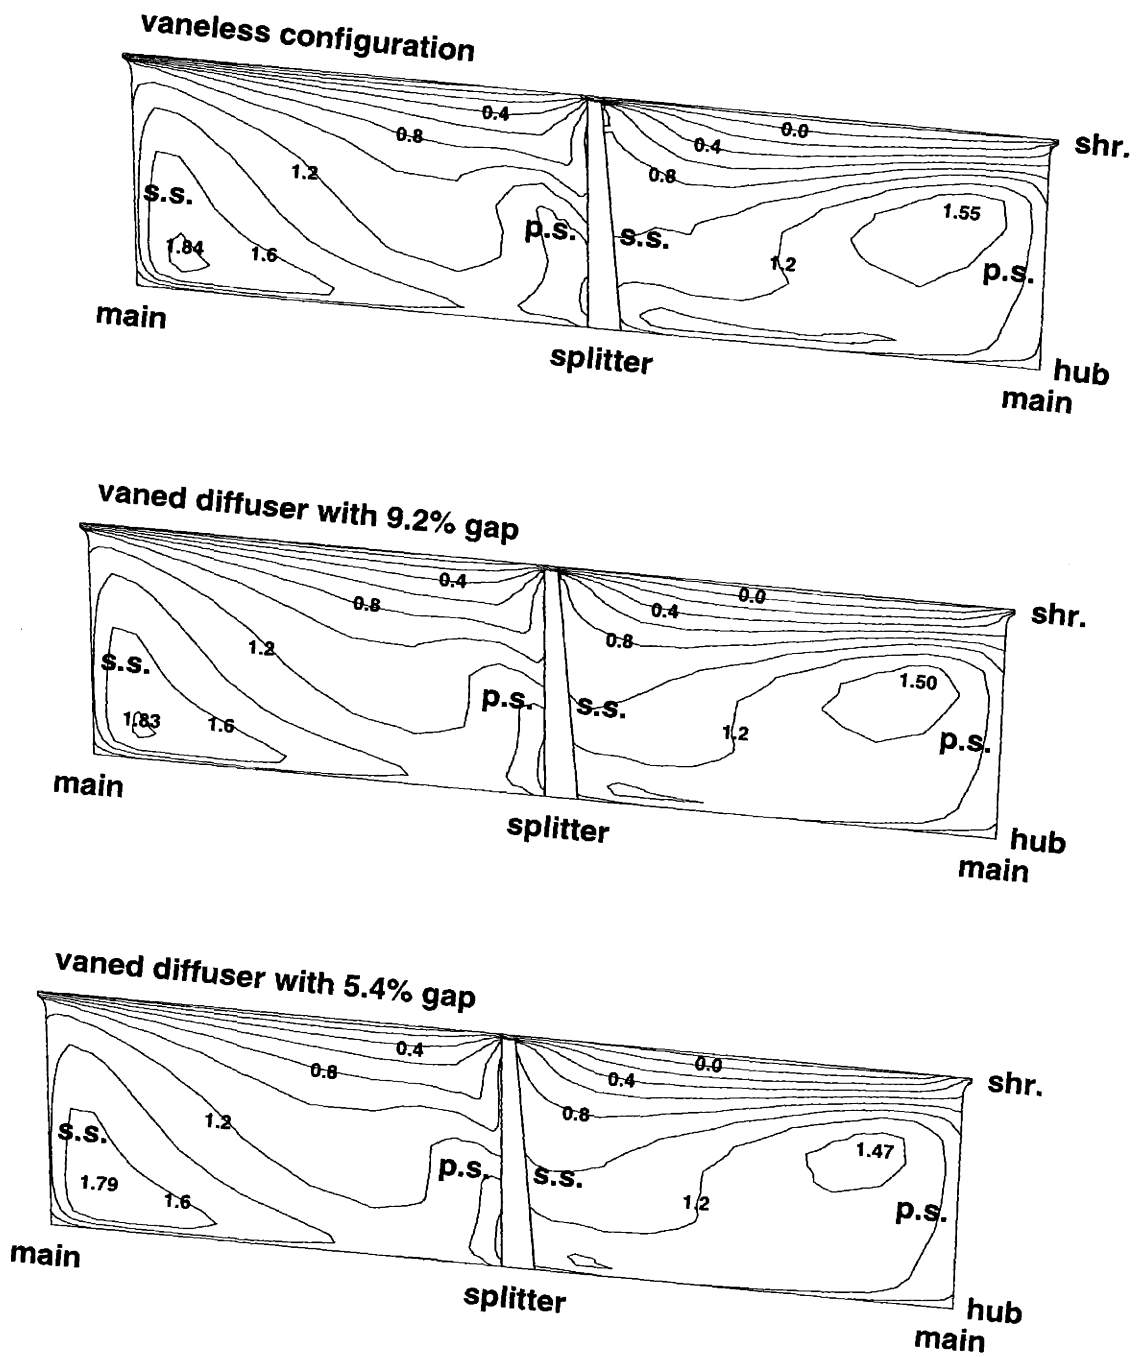 vaneless configuration
0.4
0.0
0.8
0.4
shr.
1.2
0.8
s.s.
1.55
p.s.
s.s.
1.84
1.6
1.2
p.s.
main
splitter
hub
main
vaned diffuser with 9.2% gap
0.4
0.0
0.8
0.4
shr.
1.2
0.8
s.s.
1.50
p.s.
s.s.
1.83
1.6
1.2
p.s.
main
splitter
hub
main
vaned diffuser with 5.4% gap
0.4
0.0
0.8
0.4
shr.
1.2
0.8
s.s.
1.47
p.s.
s.s.
1.79
1.6
1.2
p.s.
main
splitter
hub
main